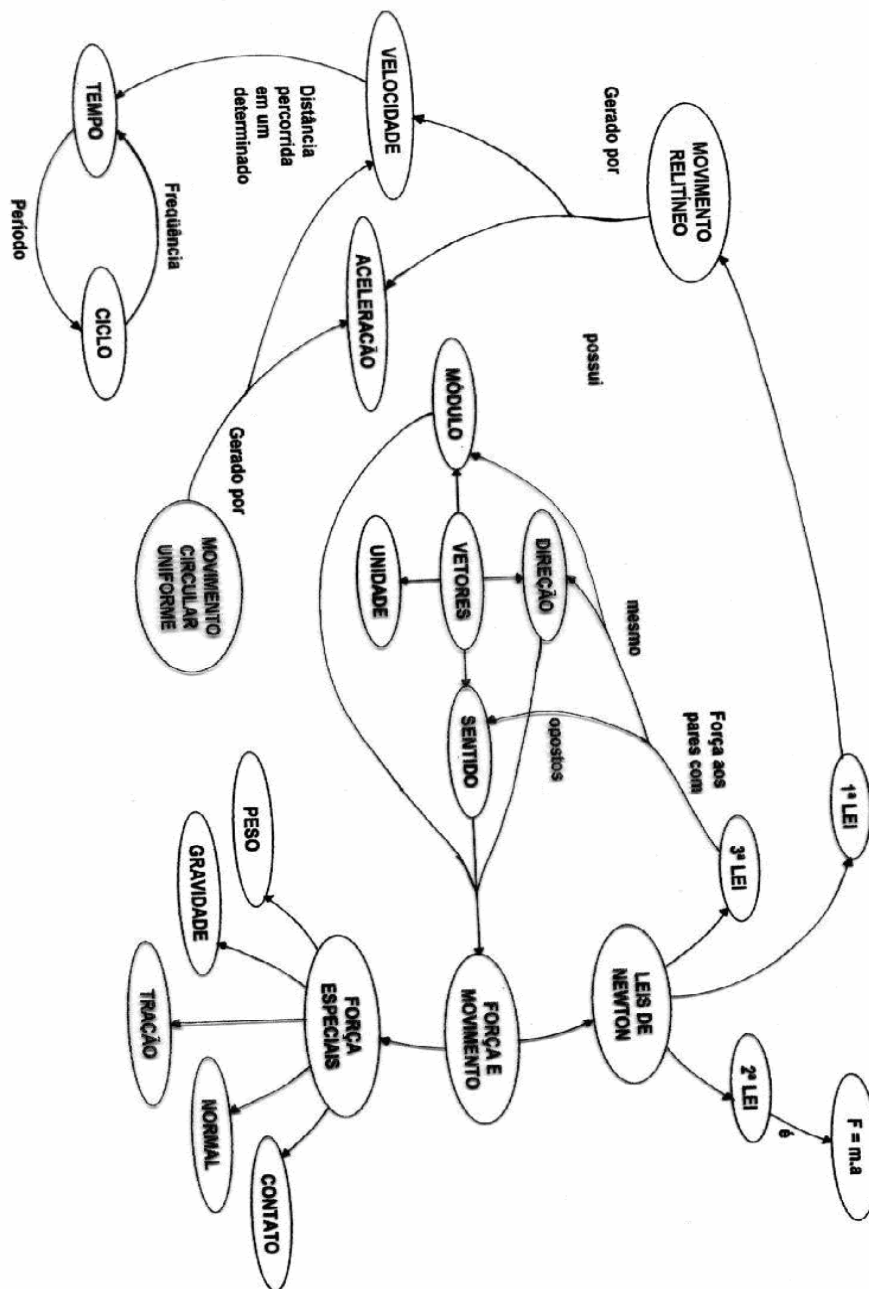 MOVIMENTO
RELITÍNEO
1ª LEI
F = m.a
é
3ª LEI
2ª LEI
Força aos
pares com
Gerado por
possui
mesmo
opostos
LEIS DE
NEWTON
DIREÇÃO
VELOCIDADE
MÓDULO
VETORES
SENTIDO
FORÇA E
MOVIMENTO
ACELERACÃO
UNIDADE
FORÇA
ESPECIAIS
Distância
percorrida
em um
determinado
Gerado por
PESO
MOVIMENTO
CIRCULAR
UNIFORME
GRAVIDADE
NORMAL
CONTATO
TRACÃO
TEMPO
Freqüência
CICLO
Período